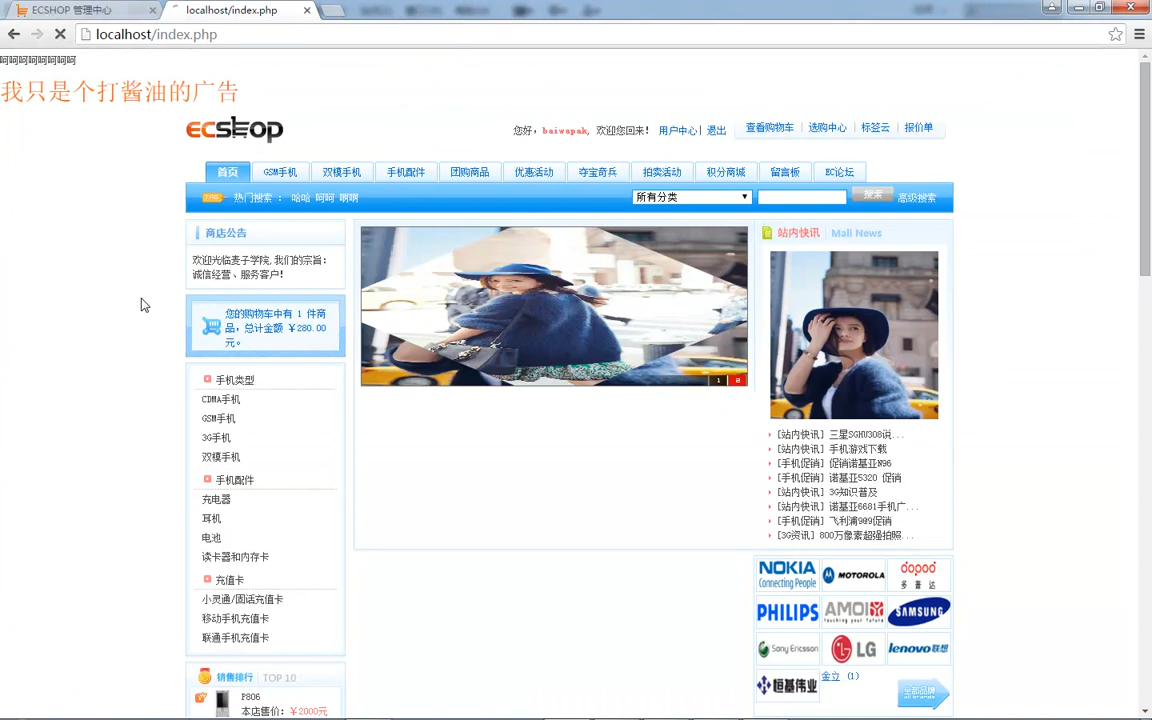 ECSHOP 管理中心
localhost/index.php
localhost/index.php
呵呵呵呵呵呵呵呵
我只是个打酱油的广告
ECSHOP
您好，baiwapak, 欢迎您回来! 用户中心| 退出
查看购物车 | 选购中心 | 标签云 | 报价单
首页 GSM手机 双模手机 手机配件 团购商品 优惠活动 夺宝奇兵 拍卖活动 积分商城 留言板 EC论坛
热门搜索 ： 哈哈 呵呵 啊啊 所有分类 搜索 高级搜索
商店公告
欢迎光临麦子学院,我们的宗旨:
诚信经营、服务客户!
您的购物车中有 1 件商
品，总计金额 ￥280.00
元。
手机类型
CDMA手机
GSM手机
3G手机
双模手机
手机配件
充电器
耳机
电池
读卡器和内存卡
充值卡
小灵通/固话充值卡
移动手机充值卡
联通手机充值卡
销售排行 TOP 10
P806
本店售价：￥2000元
1 2
站内快讯 Mall News
[站内快讯] 三星SGHU308说...
[站内快讯] 手机游戏下载
[手机促销] 促销诺基亚N96
[手机促销] 诺基亚5320 促销
[站内快讯] 3G知识普及
[站内快讯] 诺基亚6681手机广...
[手机促销] 飞利浦9@9促销
[3G资讯] 800万像素超强拍照...
NOKIA
Connecting People
MOTOROLA
dopod
多普达
PHILIPS
AMOI
touching your future
SAMSUNG
Sony Ericsson
LG
lenovo联想
恒基伟业
金立 (1)
全部品牌
all brands